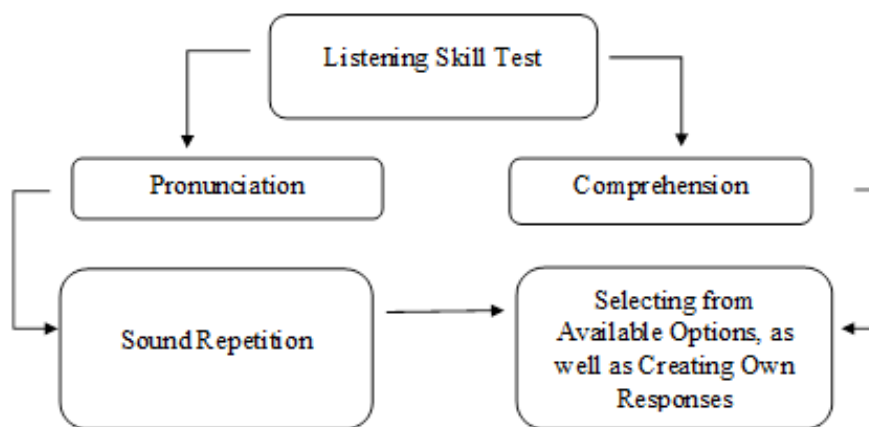 Listening Skill Test
Pronunciation
Comprehension
Sound Repetition
Selecting from
Available Options, as
well as Creating Own
Responses